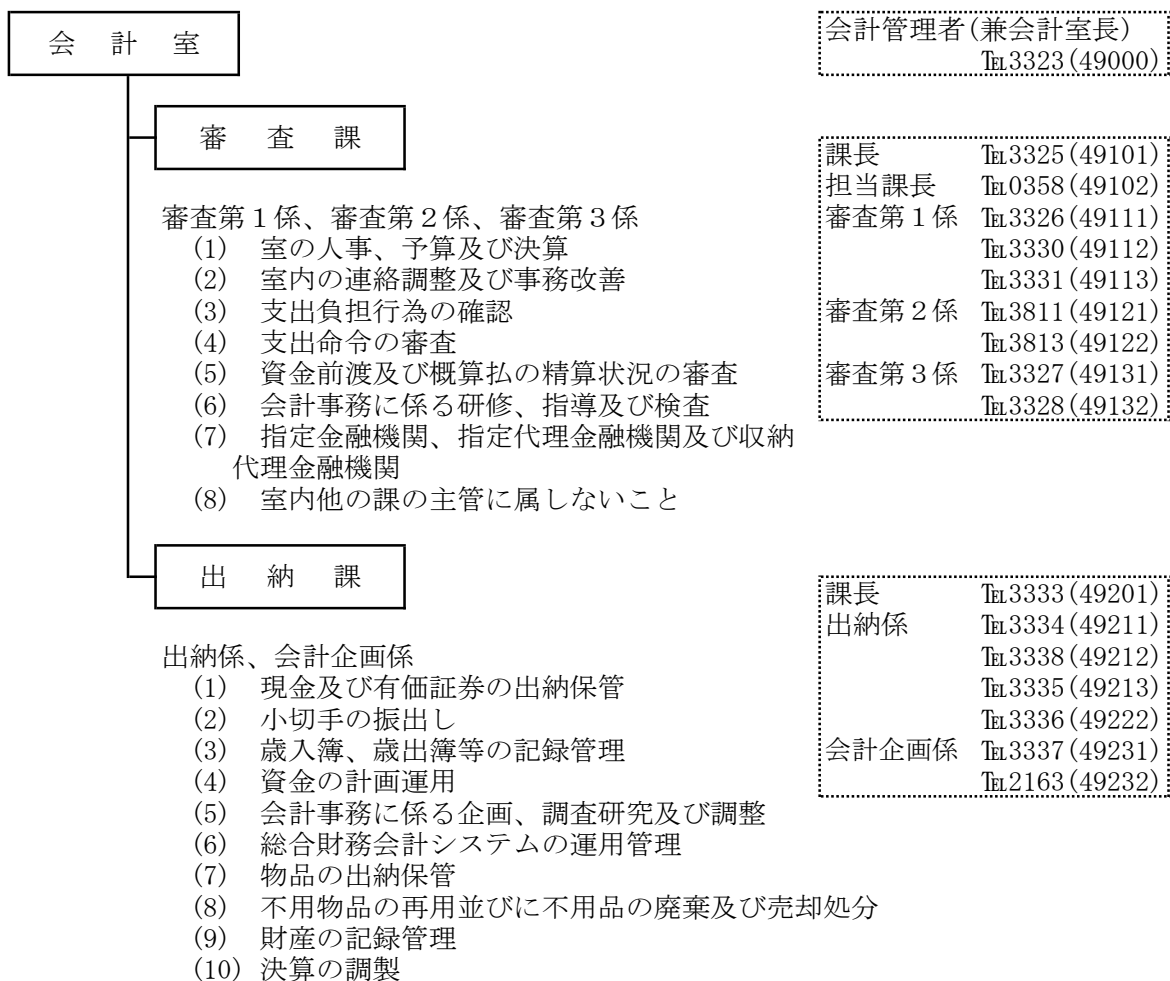 会 計 室
会計管理者(兼会計室長)
℡3323(49000)
審 査 課
課長 ℡3325(49101)
担当課長 ℡0358(49102)
審査第1係 ℡3326(49111)
℡3330(49112)
℡3331(49113)
審査第2係 ℡3811(49121)
℡3813(49122)
審査第3係 ℡3327(49131)
℡3328(49132)
審査第1係、審査第2係、審査第3係
(1) 室の人事、予算及び決算
(2) 室内の連絡調整及び事務改善
(3) 支出負担行為の確認
(4) 支出命令の審査
(5) 資金前渡及び概算払の精算状況の審査
(6) 会計事務に係る研修、指導及び検査
(7) 指定金融機関、指定代理金融機関及び収納
代理金融機関
(8) 室内他の課の主管に属しないこと
出 納 課
課長 ℡3333(49201)
出納係 ℡3334(49211)
℡3338(49212)
℡3335(49213)
℡3336(49222)
会計企画係 ℡3337(49231)
℡2163(49232)
出納係、会計企画係
(1) 現金及び有価証券の出納保管
(2) 小切手の振出し
(3) 歳入簿、歳出簿等の記録管理
(4) 資金の計画運用
(5) 会計事務に係る企画、調査研究及び調整
(6) 総合財務会計システムの運用管理
(7) 物品の出納保管
(8) 不用物品の再用並びに不用品の廃棄及び売却処分
(9) 財産の記録管理
(10) 決算の調製